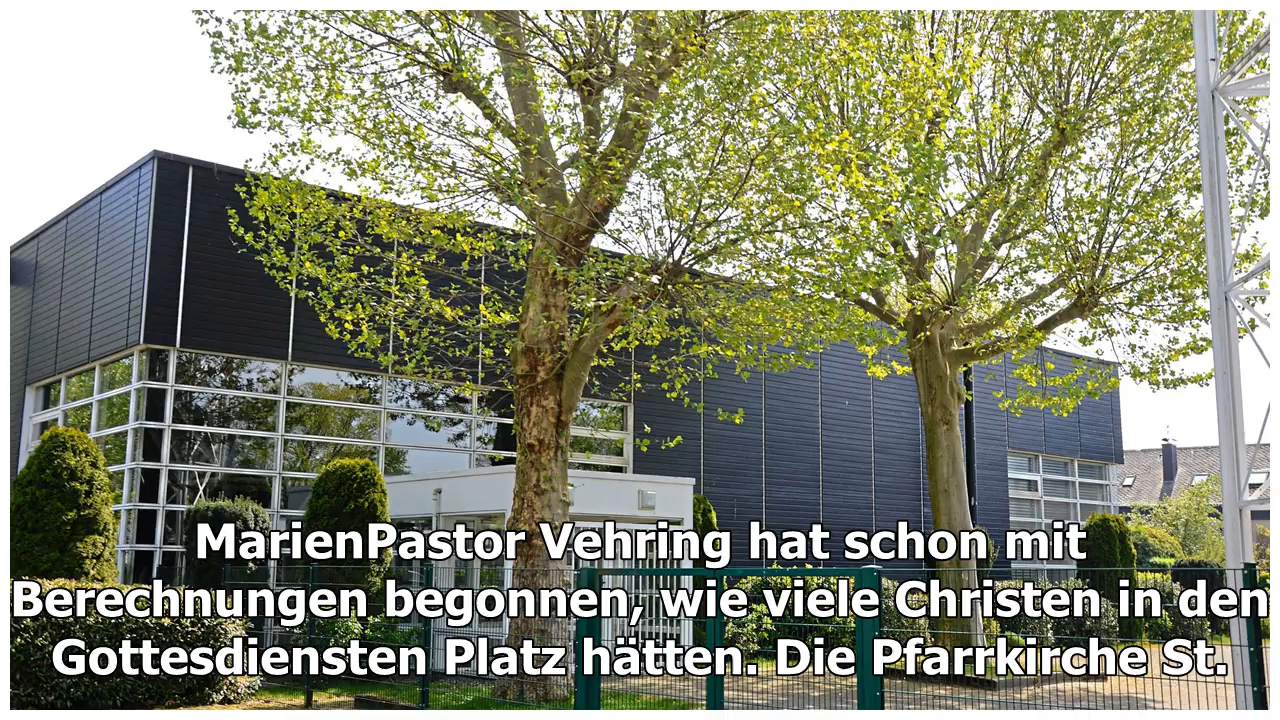 MarienPastor Vehring hat schon mit
Berechnungen begonnen, wie viele Christen in den
Gottesdiensten Platz hätten. Die Pfarrkirche St.